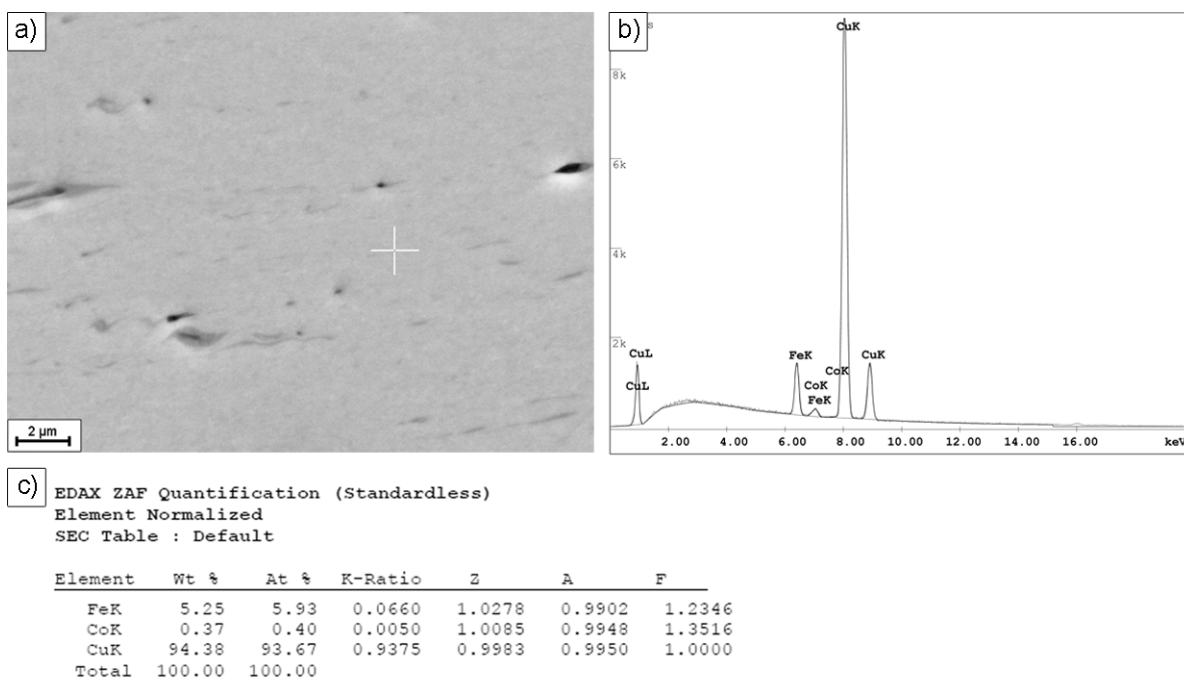 a)
2 µm
b)
CuK
8k
6k
4k
2k
CuL
CuL
FeK
CoK
FeK
CoK
CuK
2.00 4.00 6.00 8.00 10.00 12.00 14.00 16.00 keV
c)
EDAX ZAF Quantification (Standardless)
Element Normalized
SEC Table : Default
Element Wt % At % K-Ratio Z A F
FeK 5.25 5.93 0.0660 1.0278 0.9902 1.2346
CoK 0.37 0.40 0.0050 1.0085 0.9948 1.3516
CuK 94.38 93.67 0.9375 0.9983 0.9950 1.0000
Total 100.00 100.00